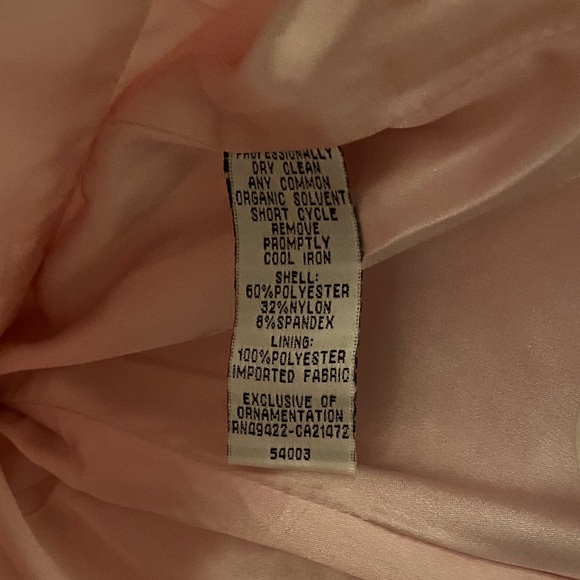 PROFESSIONALLY
DRY CLEAN
ANY COMMON
ORGANIC SOLVENT
SHORT CYCLE
REMOVE
PROMPTLY
COOL IRON
SHELL:
60%POLYESTER
32%NYLON
8%SPANDEX
LINING:
100%POLYESTER
IMPORTED FABRIC
EXCLUSIVE OF
ORNAMENTATION
RN49422-CA21472
54003